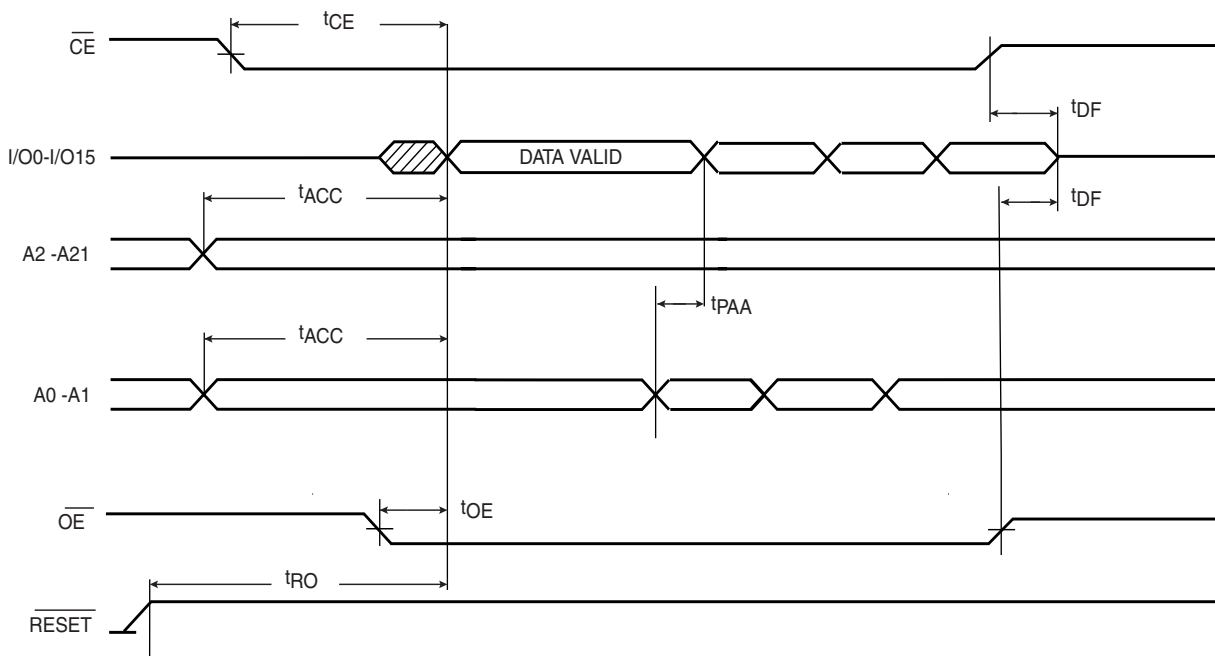 tCE
CE
tDF
I/O0-I/O15
DATA VALID
tACC
tDF
A2 -A21
tPAA
tACC
A0 -A1
tOE
OE
tRO
RESET